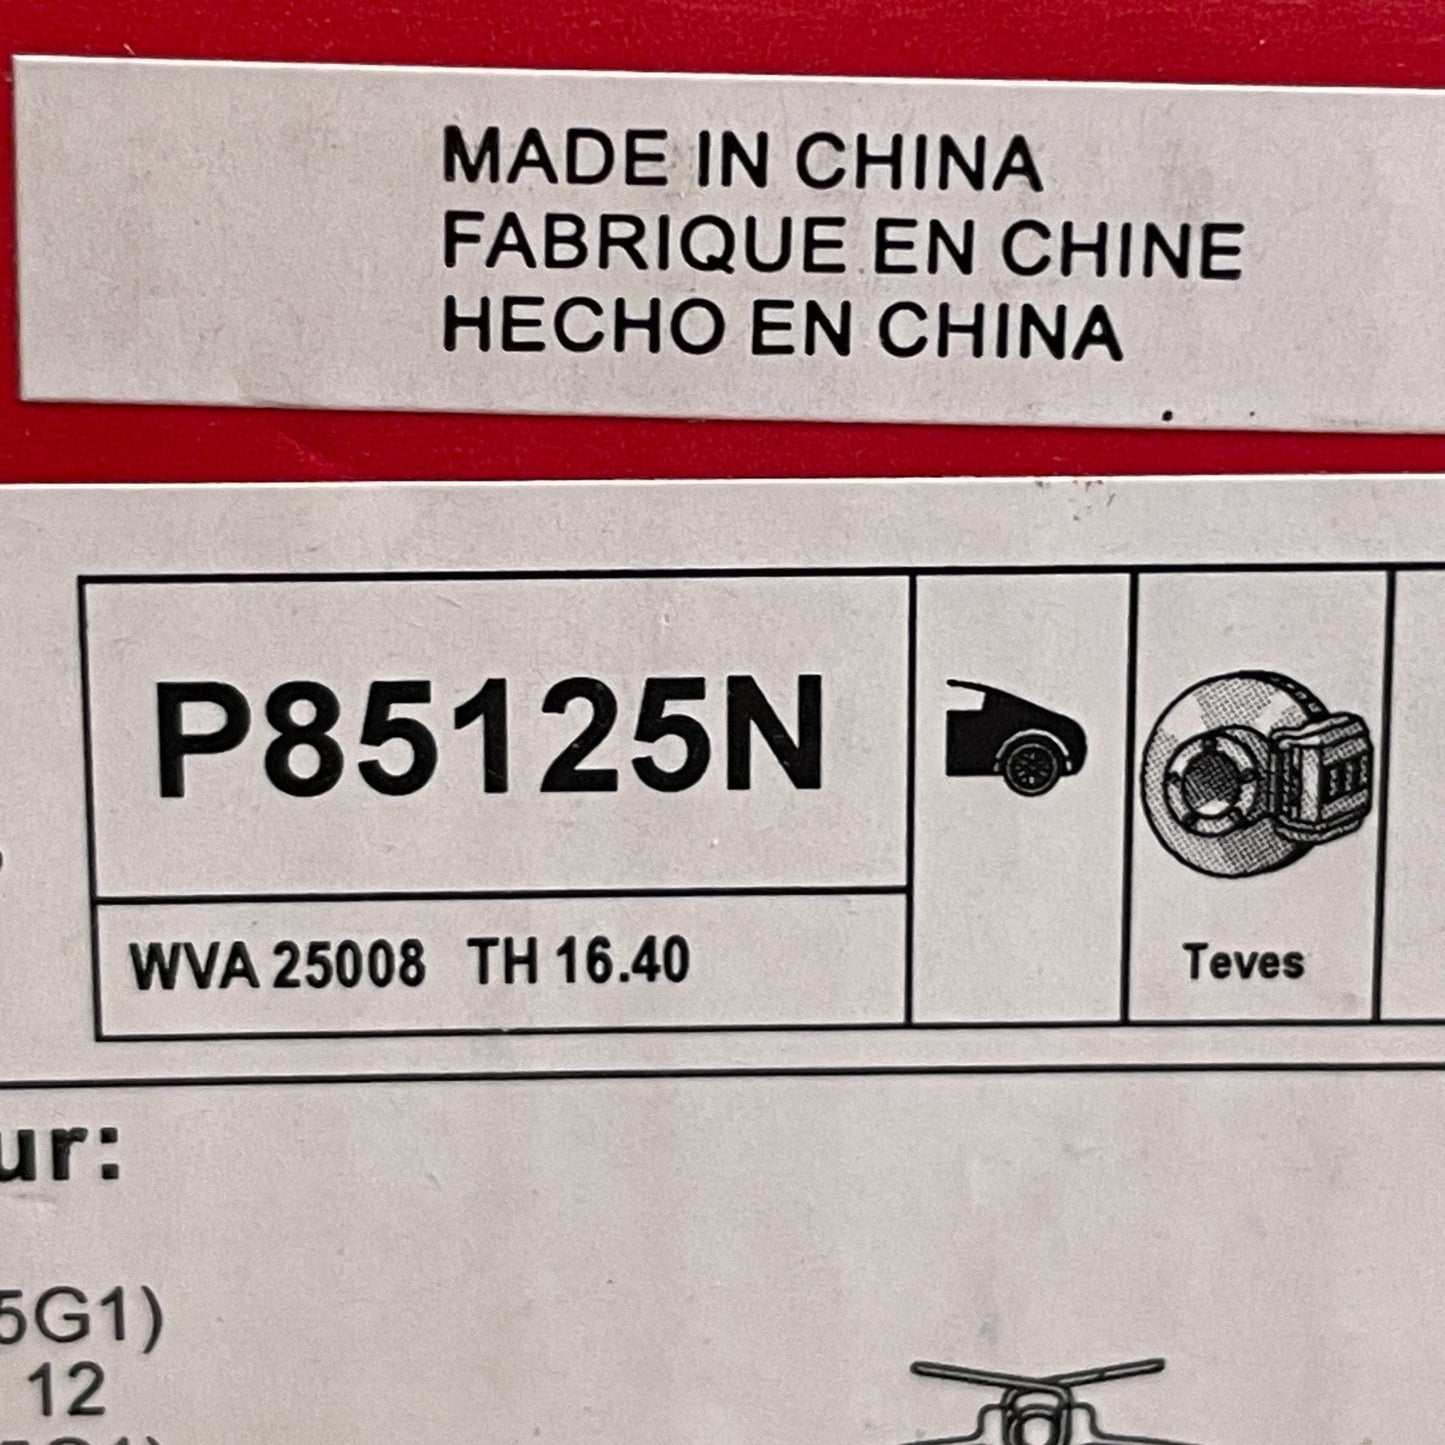 MADE IN CHINA
FABRIQUE EN CHINE
HECHO EN CHINA
P85125N
WVA 25008 TH 16.40
Teves
ur:
5G1)
12